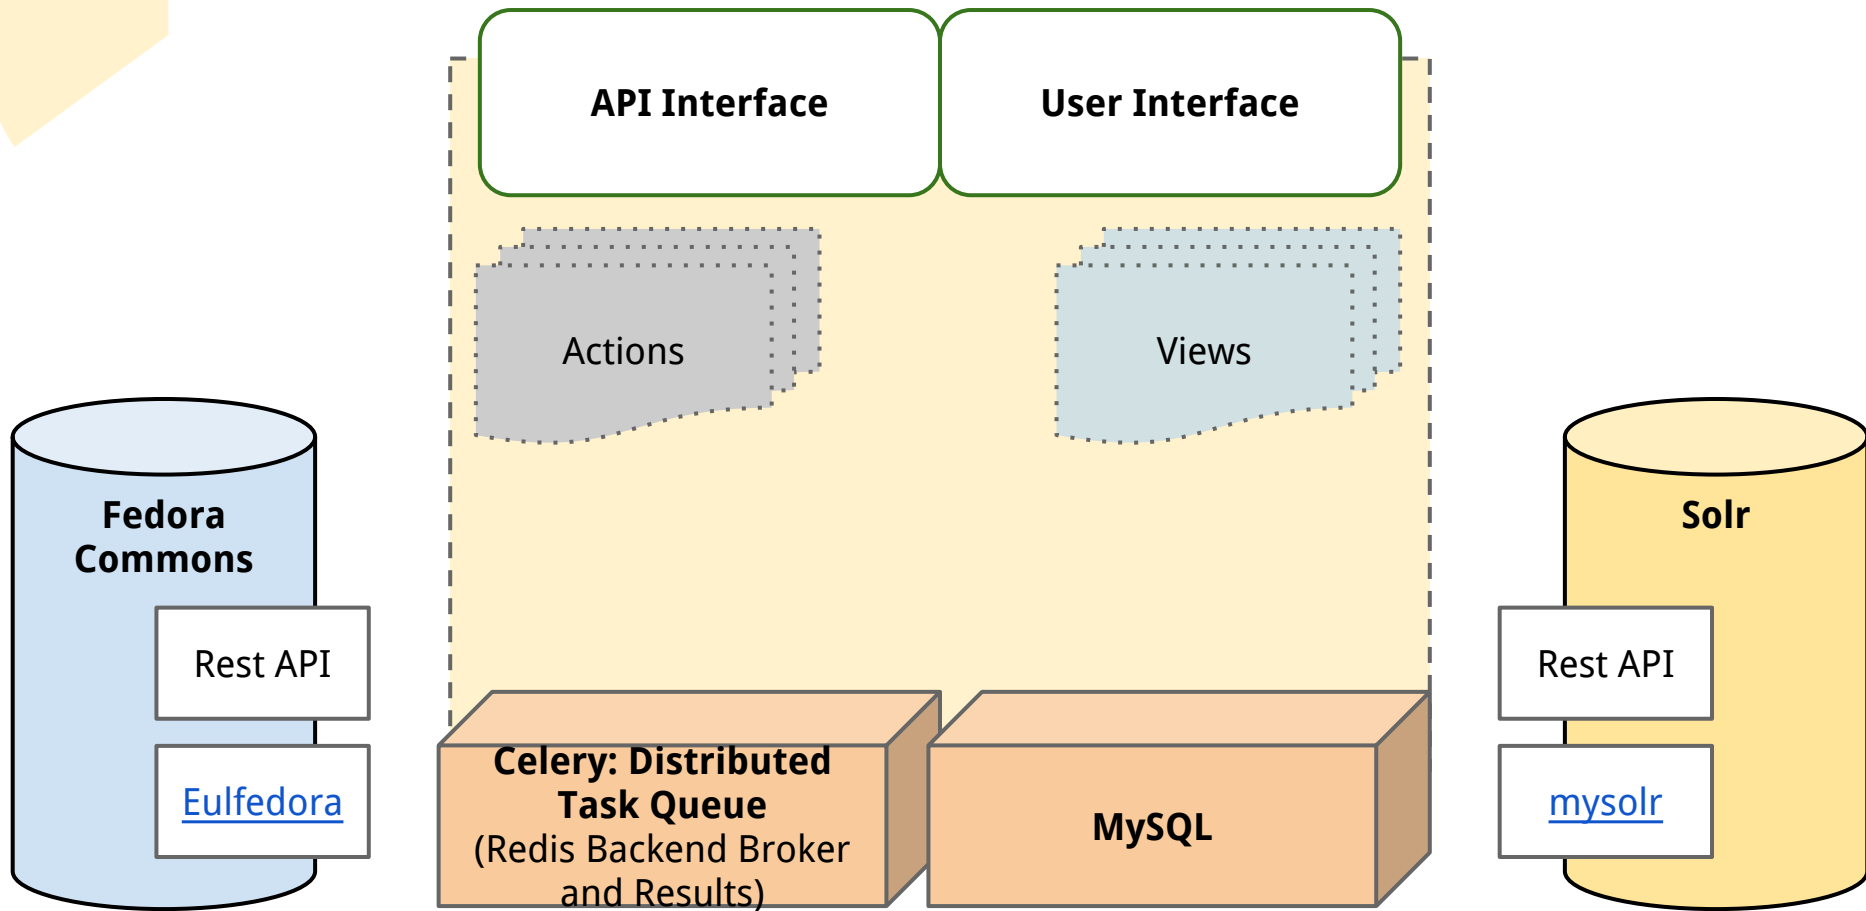 API Interface
User Interface
Actions
Views
Fedora
Commons
Rest API
Eulfedora
Celery: Distributed
Task Queue
(Redis Backend Broker
and Results)
MySQL
Solr
Rest API
mysolr